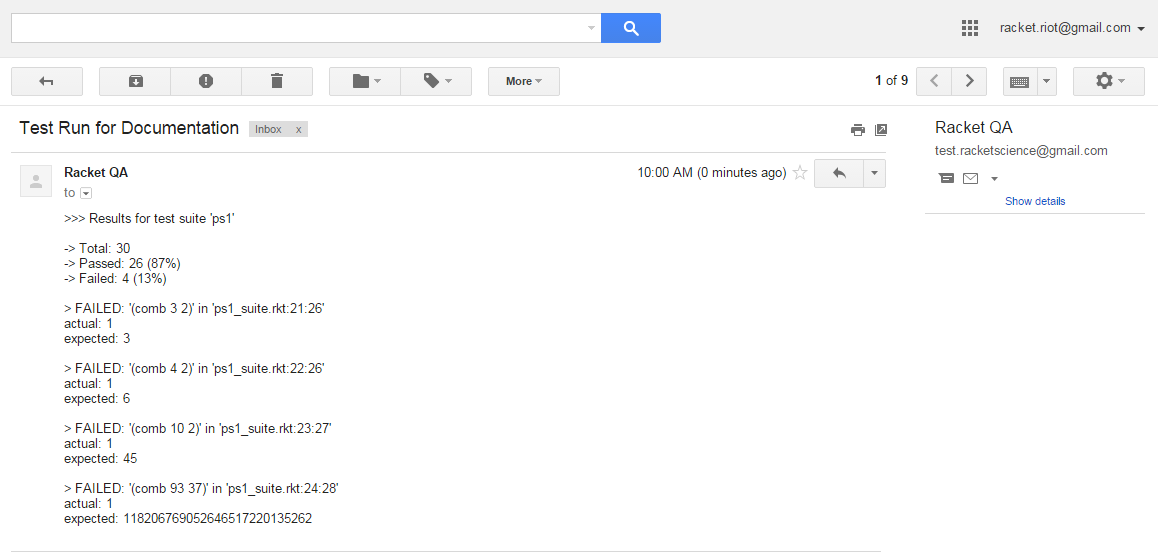 racket.riot@gmail.com
More
1 of 9
Test Run for Documentation
Inbox x
Racket QA
test.racketscience@gmail.com
Show details
Racket QA
10:00 AM (0 minutes ago)
to
>>> Results for test suite 'ps1'
-> Total: 30
-> Passed: 26 (87%)
-> Failed: 4 (13%)
> FAILED: '(comb 3 2)' in 'ps1_suite.rkt:21:26'
actual: 1
expected: 3
> FAILED: '(comb 4 2)' in 'ps1_suite.rkt:22:26'
actual: 1
expected: 6
> FAILED: '(comb 10 2)' in 'ps1_suite.rkt:23:27'
actual: 1
expected: 45
> FAILED: '(comb 93 37)' in 'ps1_suite.rkt:24:28'
actual: 1
expected: 118206769052646517220135262